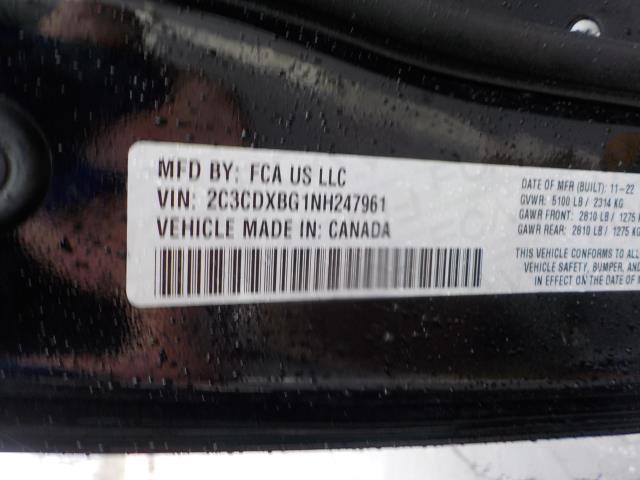 MFD BY: FCA US LLC
VIN: 2C3CDXBG1NH247961
VEHICLE MADE IN: CANADA
DATE OF MFR (BUILT): 11-22
GVWR: 5100 LB / 2314 KG
GAWR FRONT: 2810 LB / 1275 K
GAWR REAR: 2810 LB / 1275 KG
THIS VEHICLE CONFORMS TO ALL
VEHICLE SAFETY, BUMPER, AND
IN EFFECT ON THE DATE OF